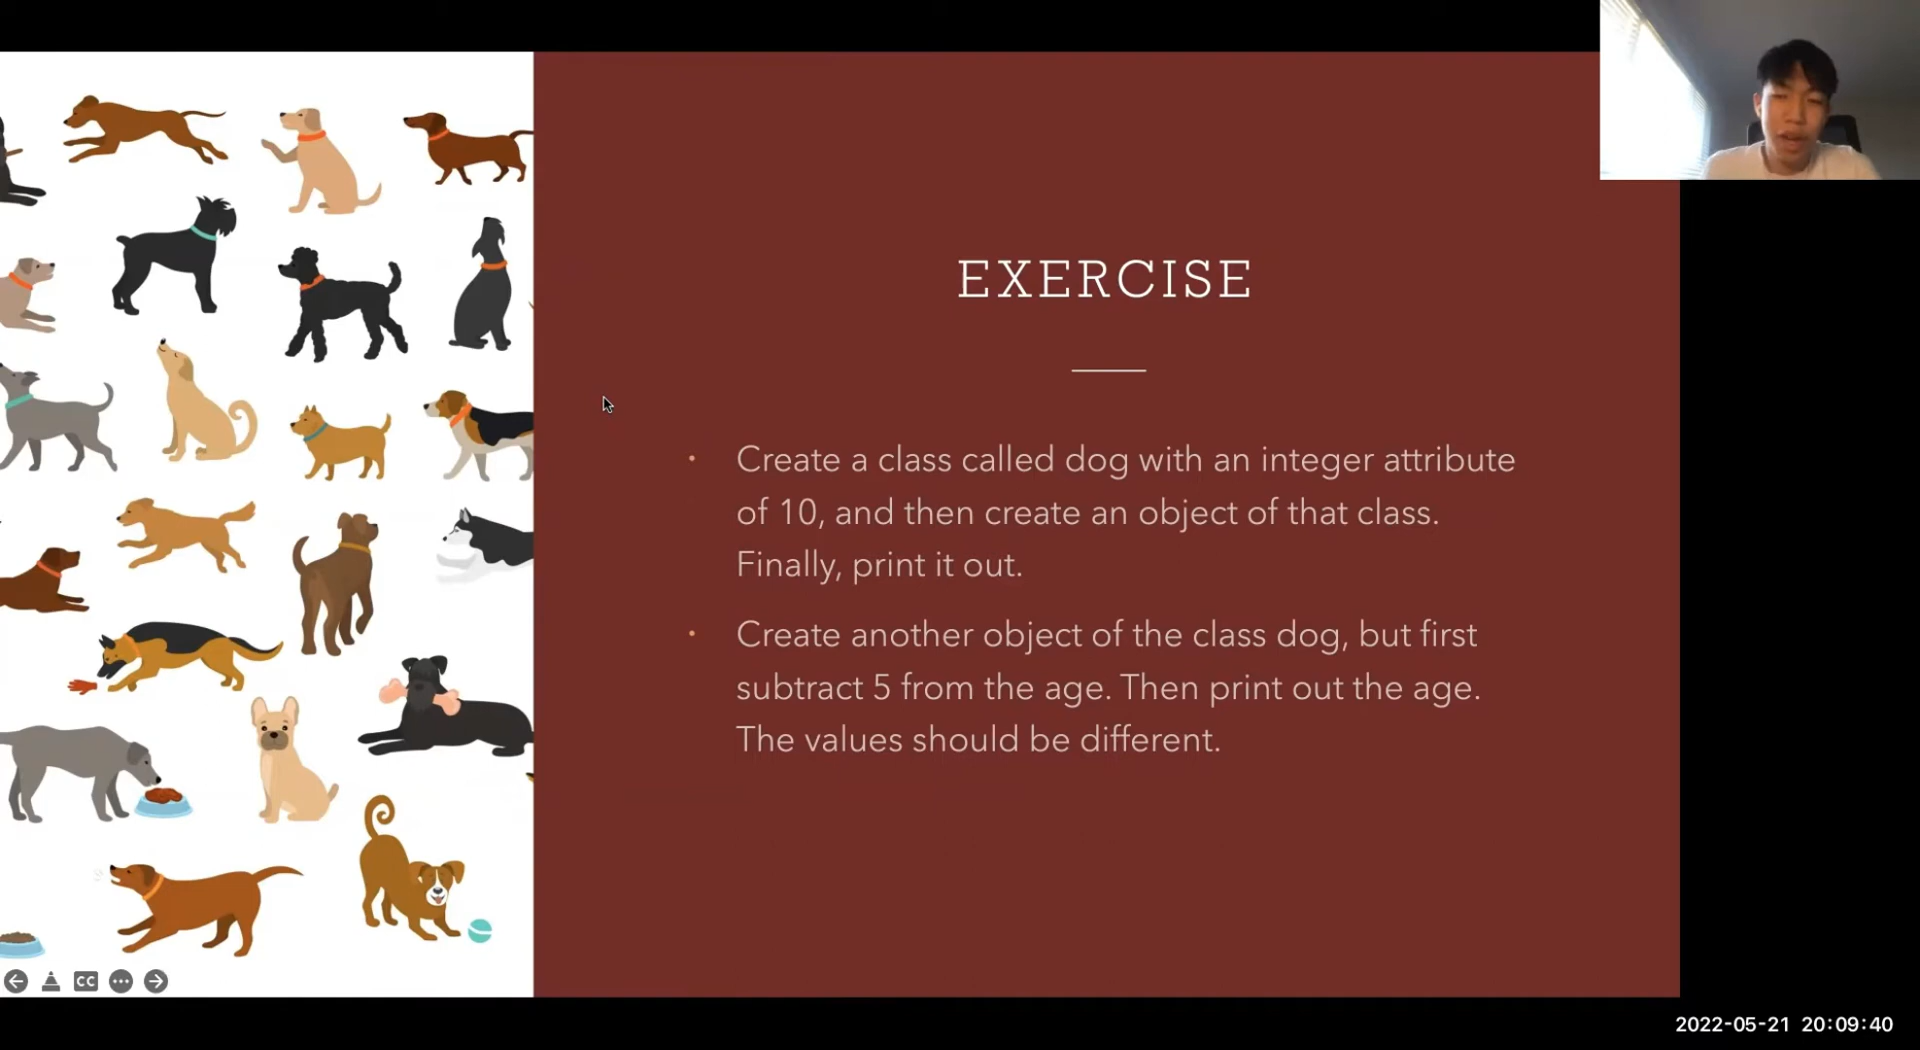 EXERCISE
• Create a class called dog with an integer attribute
of 10, and then create an object of that class.
Finally, print it out.
• Create another object of the class dog, but first
subtract 5 from the age. Then print out the age.
The values should be different.
CC
2022-05-21 20:09:40